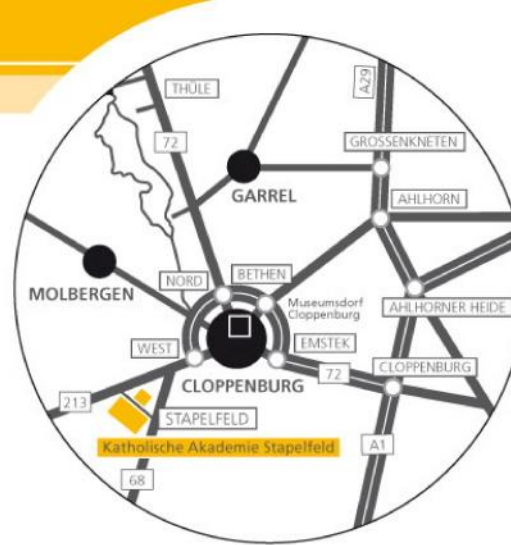 THÜLE
A29
72
GROSSENKNETEN
GARREL
AHLHORN
NORD
BETHEN
MOLBERGEN
Museumsdorf
Cloppenburg
AHLHORNER HEIDE
WEST
EMSTEK
CLOPPENBURG
72
CLOPPENBURG
213
STAPELFELD
Katholische Akademie Stapelfeld
A1
68